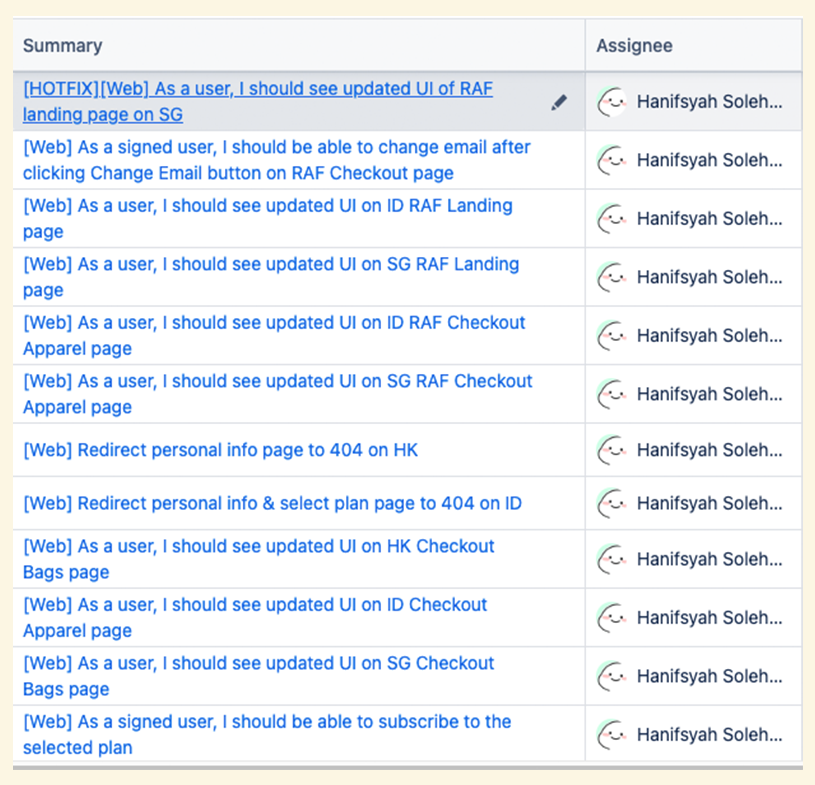 Summary
Assignee
[HOTFIX][Web] As a user, I should see updated UI of RAF
landing page on SG
Hanifsyah Soleh...
[Web] As a signed user, I should be able to change email after
clicking Change Email button on RAF Checkout page
Hanifsyah Soleh...
[Web] As a user, I should see updated UI on ID RAF Landing
page
Hanifsyah Soleh...
[Web] As a user, I should see updated UI on SG RAF Landing
page
Hanifsyah Soleh...
[Web] As a user, I should see updated UI on ID RAF Checkout
Apparel page
Hanifsyah Soleh...
[Web] As a user, I should see updated UI on SG RAF Checkout
Apparel page
Hanifsyah Soleh...
[Web] Redirect personal info page to 404 on HK
Hanifsyah Soleh...
[Web] Redirect personal info & select plan page to 404 on ID
Hanifsyah Soleh...
[Web] As a user, I should see updated UI on HK Checkout
Bags page
Hanifsyah Soleh...
[Web] As a user, I should see updated UI on ID Checkout
Apparel page
Hanifsyah Soleh...
[Web] As a user, I should see updated UI on SG Checkout
Bags page
Hanifsyah Soleh...
[Web] As a signed user, I should be able to subscribe to the
selected plan
Hanifsyah Soleh...